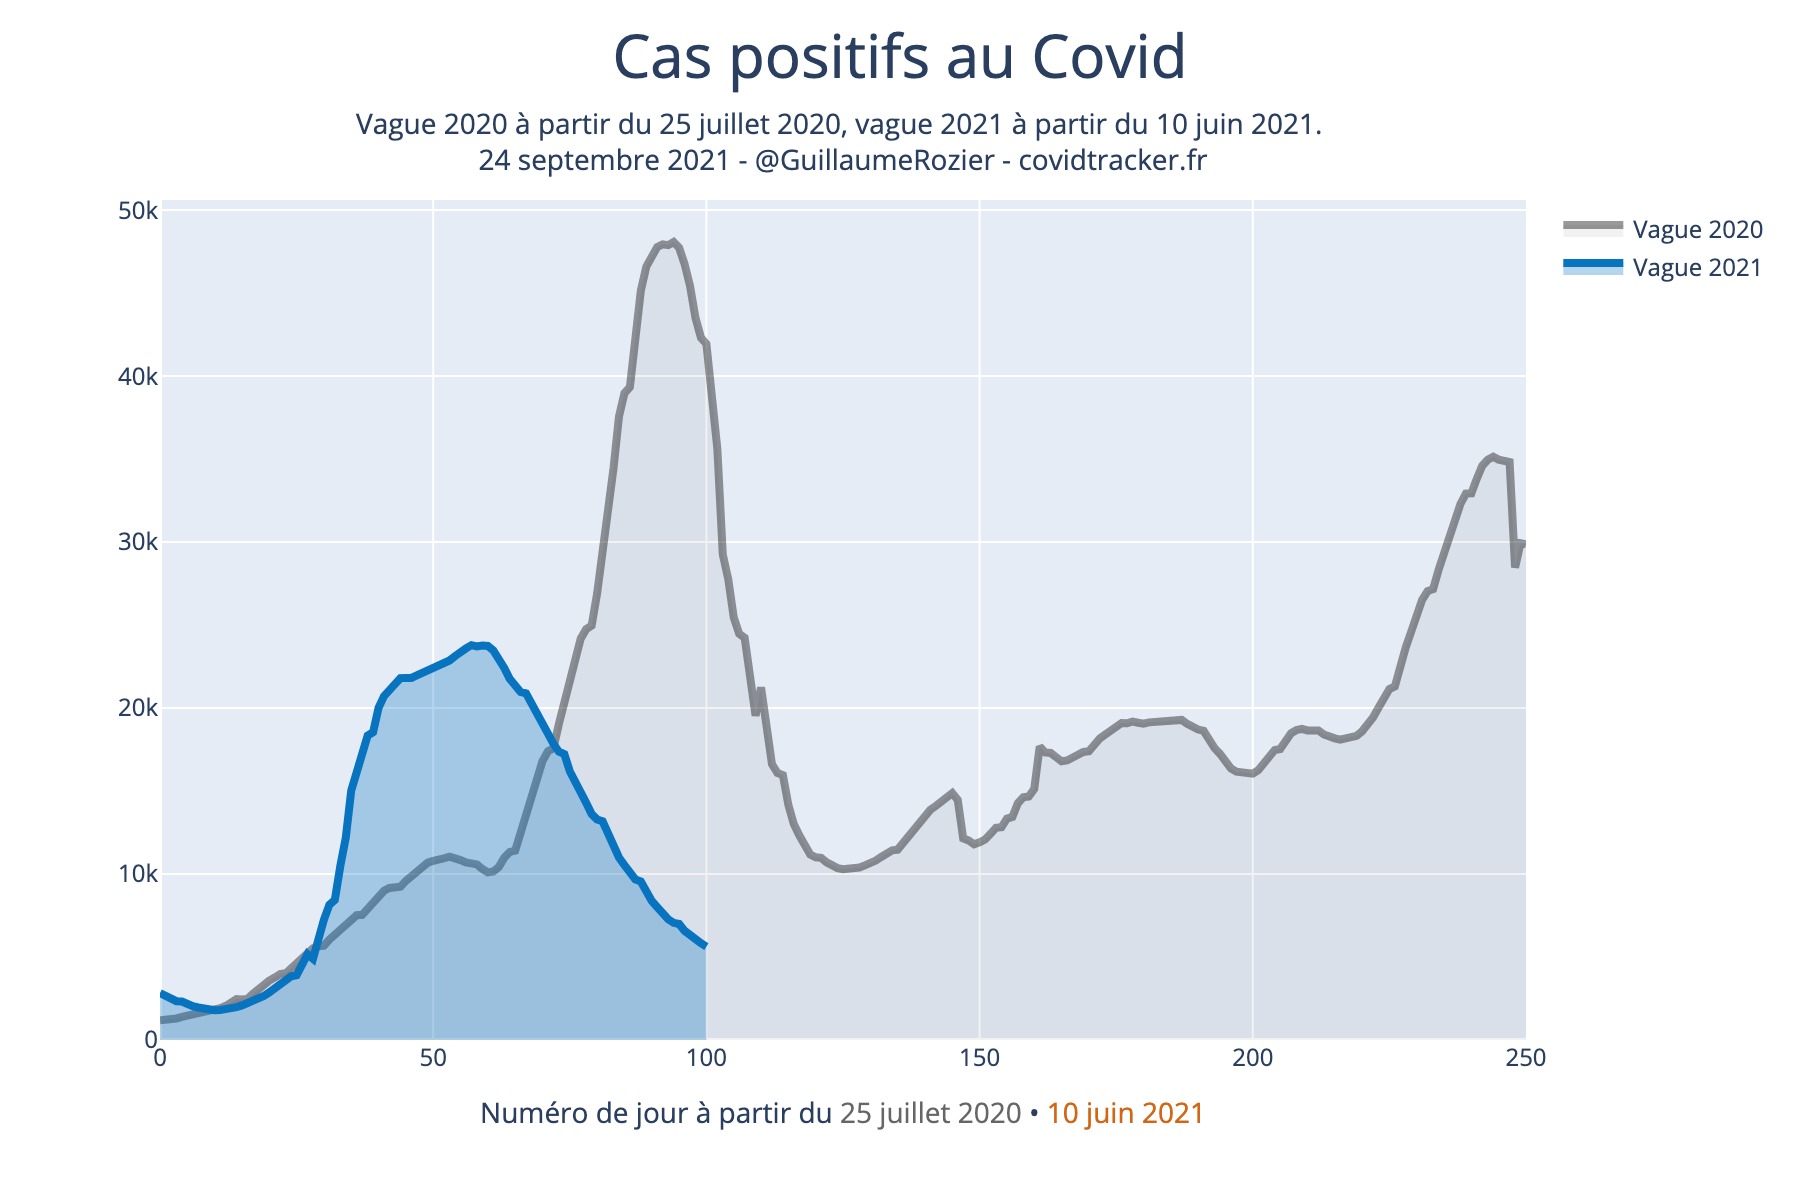 Cas positifs au Covid
Vague 2020 à partir du 25 juillet 2020, vague 2021 à partir du 10 juin 2021.
24 septembre 2021 - @GuillaumeRozier - covidtracker.fr
50k
40k
30k
20k
10k
0
0
50
100
150
200
250
Vague 2020
Vague 2021
Numéro de jour à partir du 25 juillet 2020 • 10 juin 2021